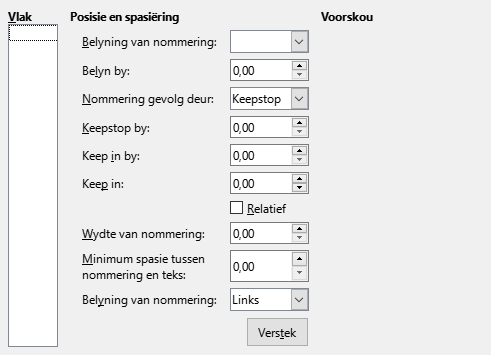 Vlak Posisie en spasiëring Voorskou
Belyning van nommering:
Belyn by: 0,00
Nommering gevolg deur: Keepstop
Keepstop by: 0,00
Keep in by: 0,00
Keep in: 0,00
Relatief
Wydte van nommering: 0,00
Minimum spasie tussen
nommering en teks: 0,00
Belyning van nommering: Links
Verstek